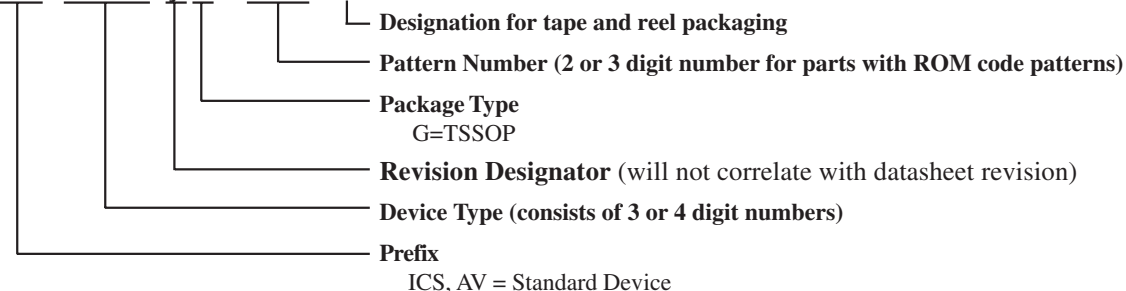 Designation for tape and reel packaging
Pattern Number (2 or 3 digit number for parts with ROM code patterns)
Package Type
G=TSSOP
Revision Designator (will not correlate with datasheet revision)
Device Type (consists of 3 or 4 digit numbers)
Prefix
ICS, AV = Standard Device